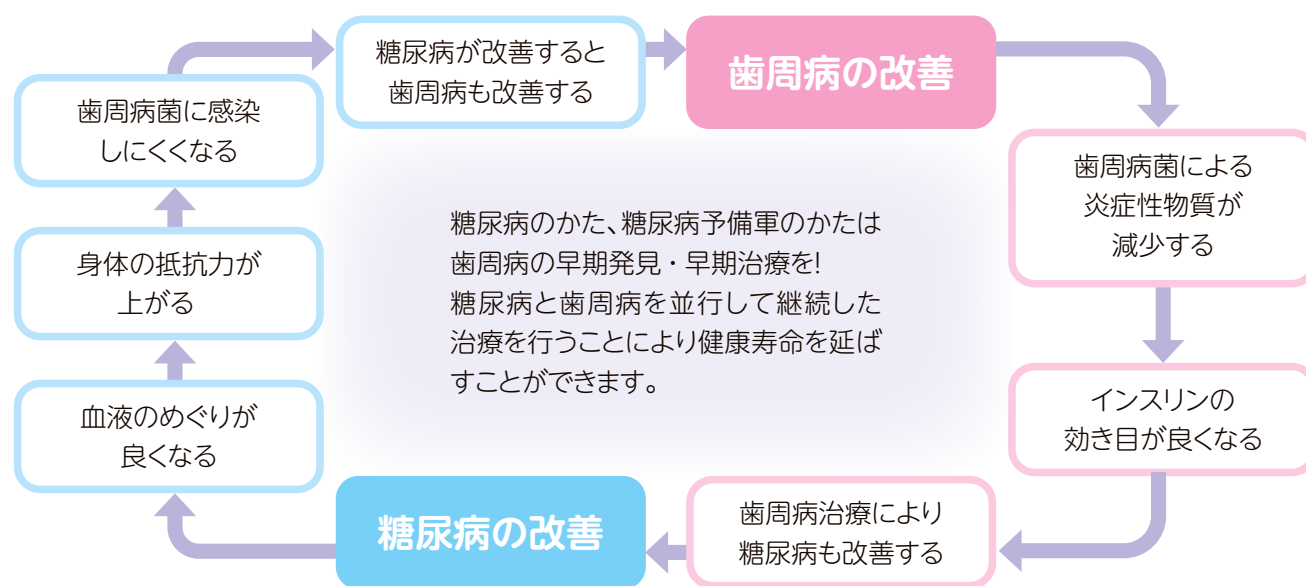 糖尿病が改善すると
歯周病も改善する
歯周病の改善
歯周病菌による
炎症性物質が
減少する
インスリンの
効き目が良くなる
歯周病治療により
糖尿病も改善する
糖尿病の改善
血液のめぐりが
良くなる
身体の抵抗力が
上がる
歯周病菌に感染
しにくくなる
糖尿病のかた、糖尿病予備軍のかたは
歯周病の早期発見・早期治療を!
糖尿病と歯周病を並行して継続した
治療を行うことにより健康寿命を延ば
すことができます。